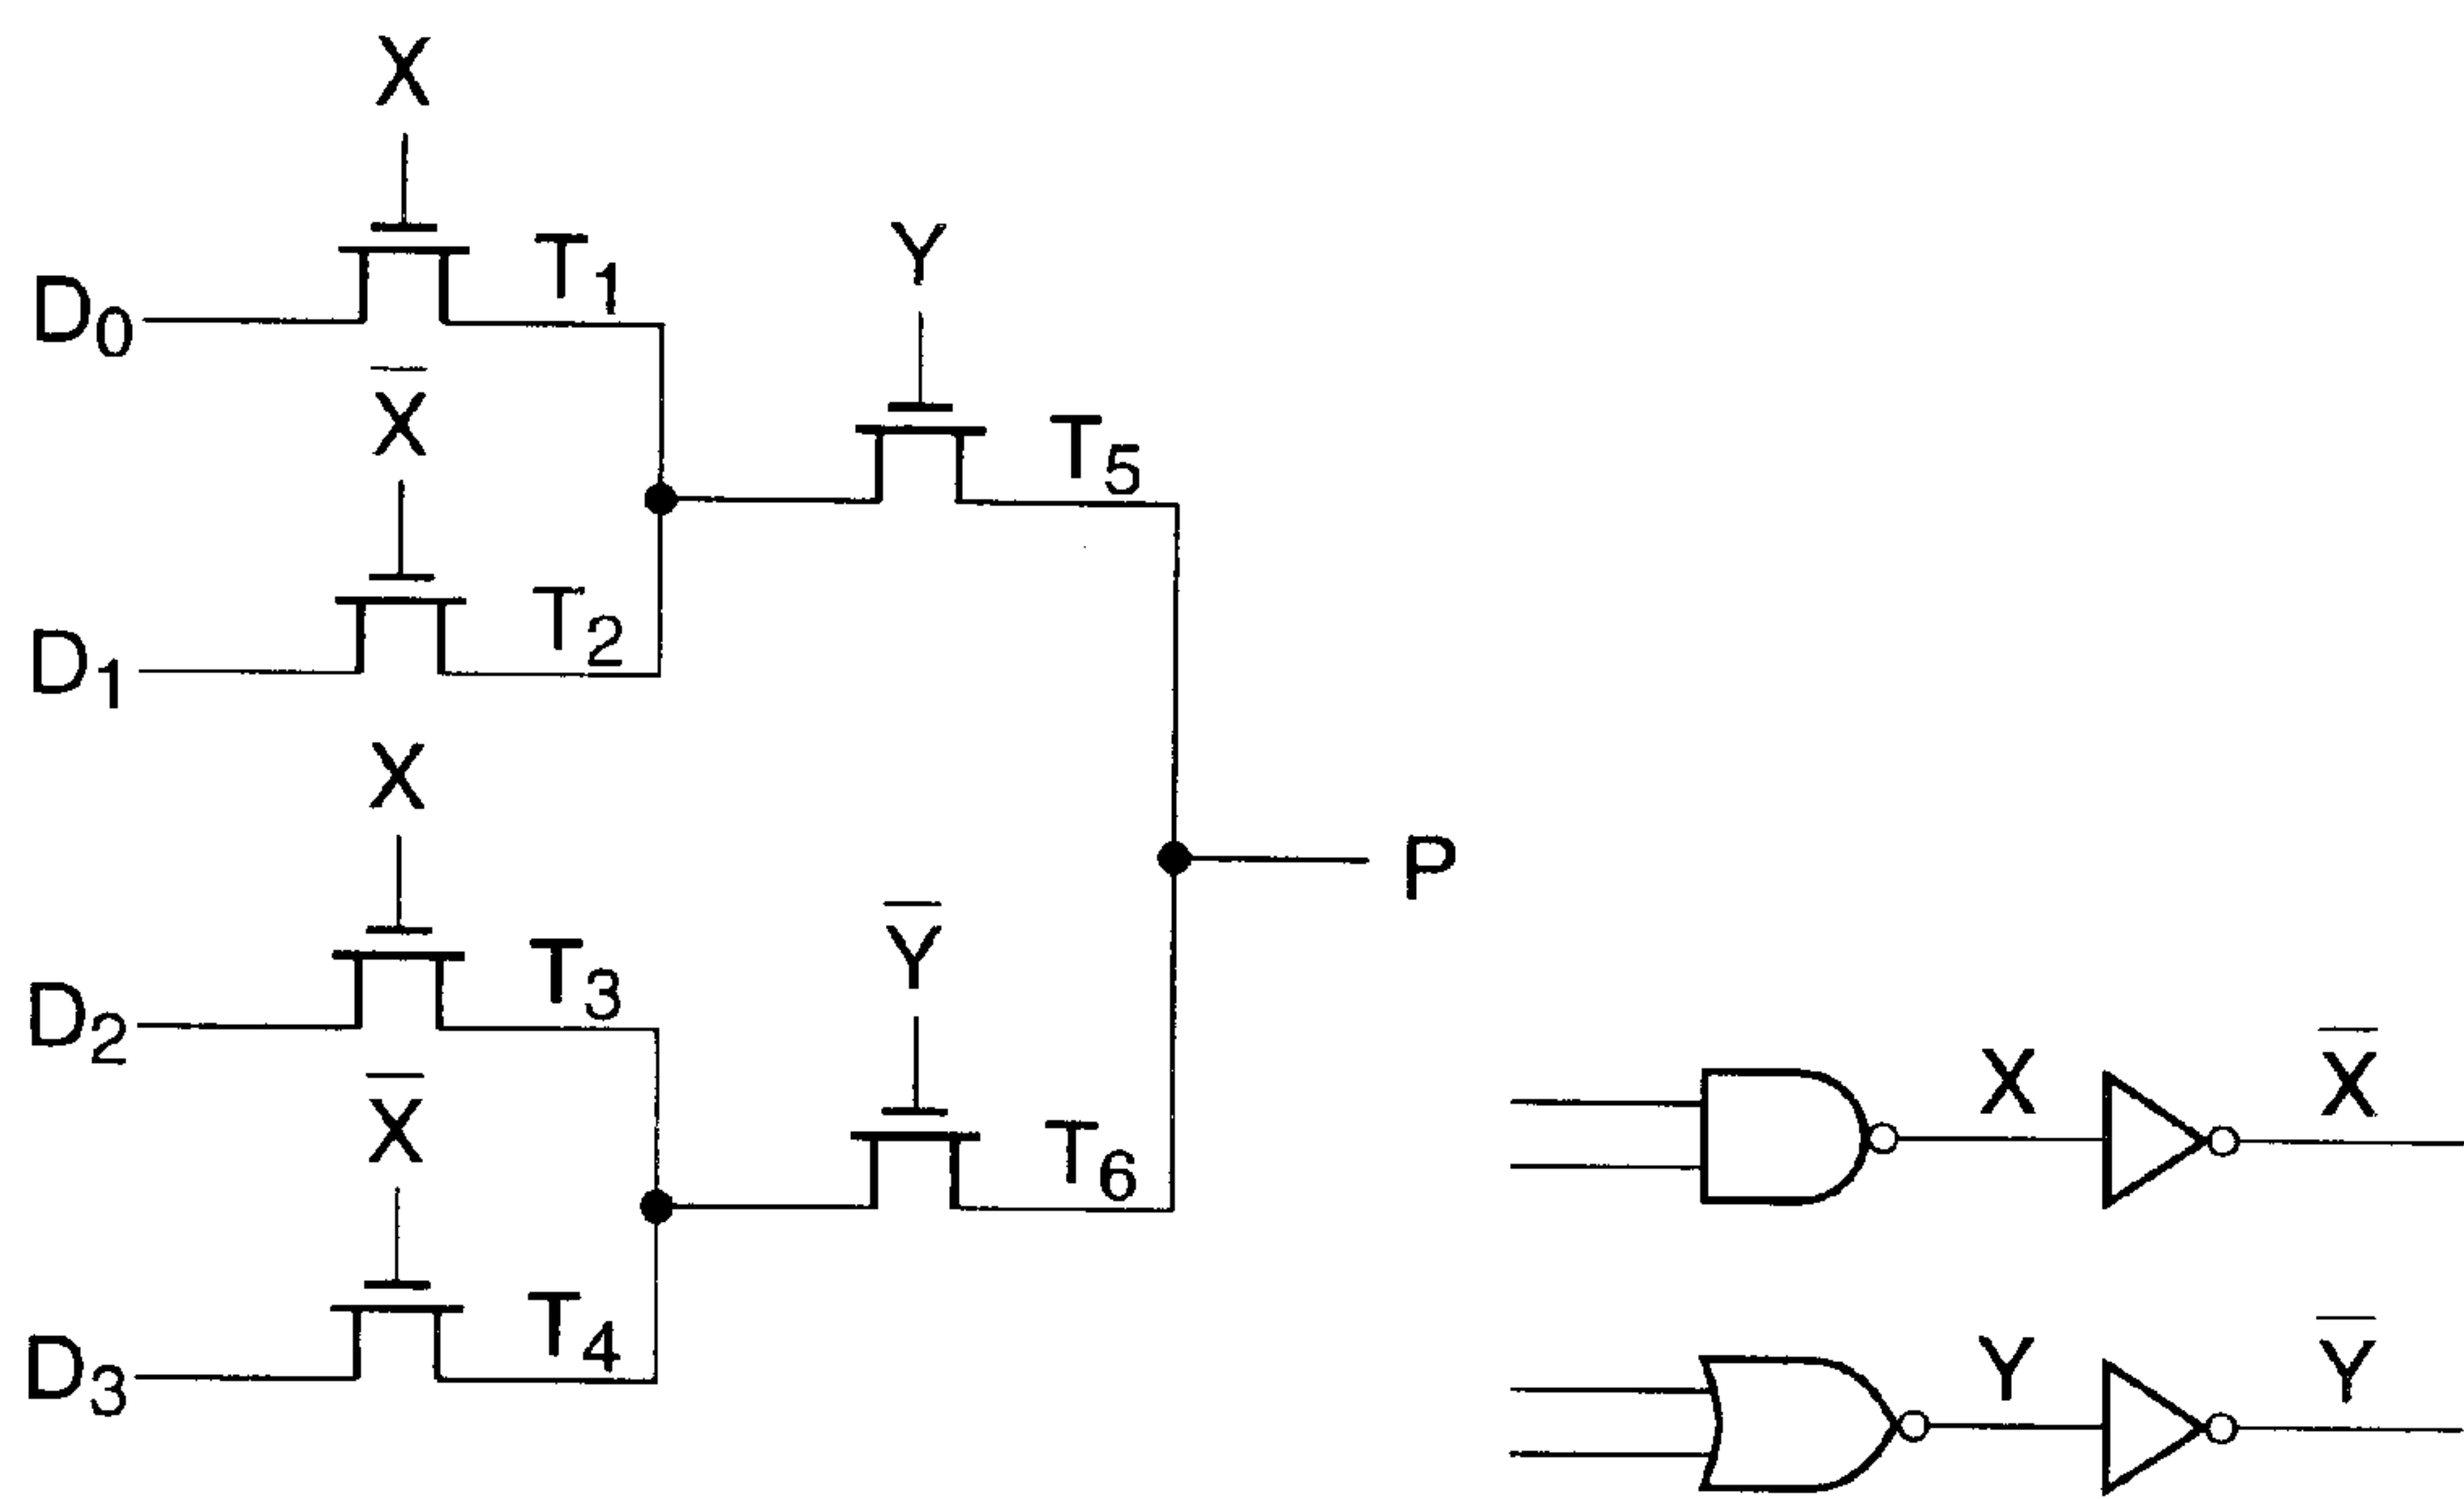 X
D₀ T₁
X̅
Y
T₅
D₁ T₂
X
P
D₂ T₃
X̅
Y̅
T₆
D₃ T₄
X X̅
Y Y̅